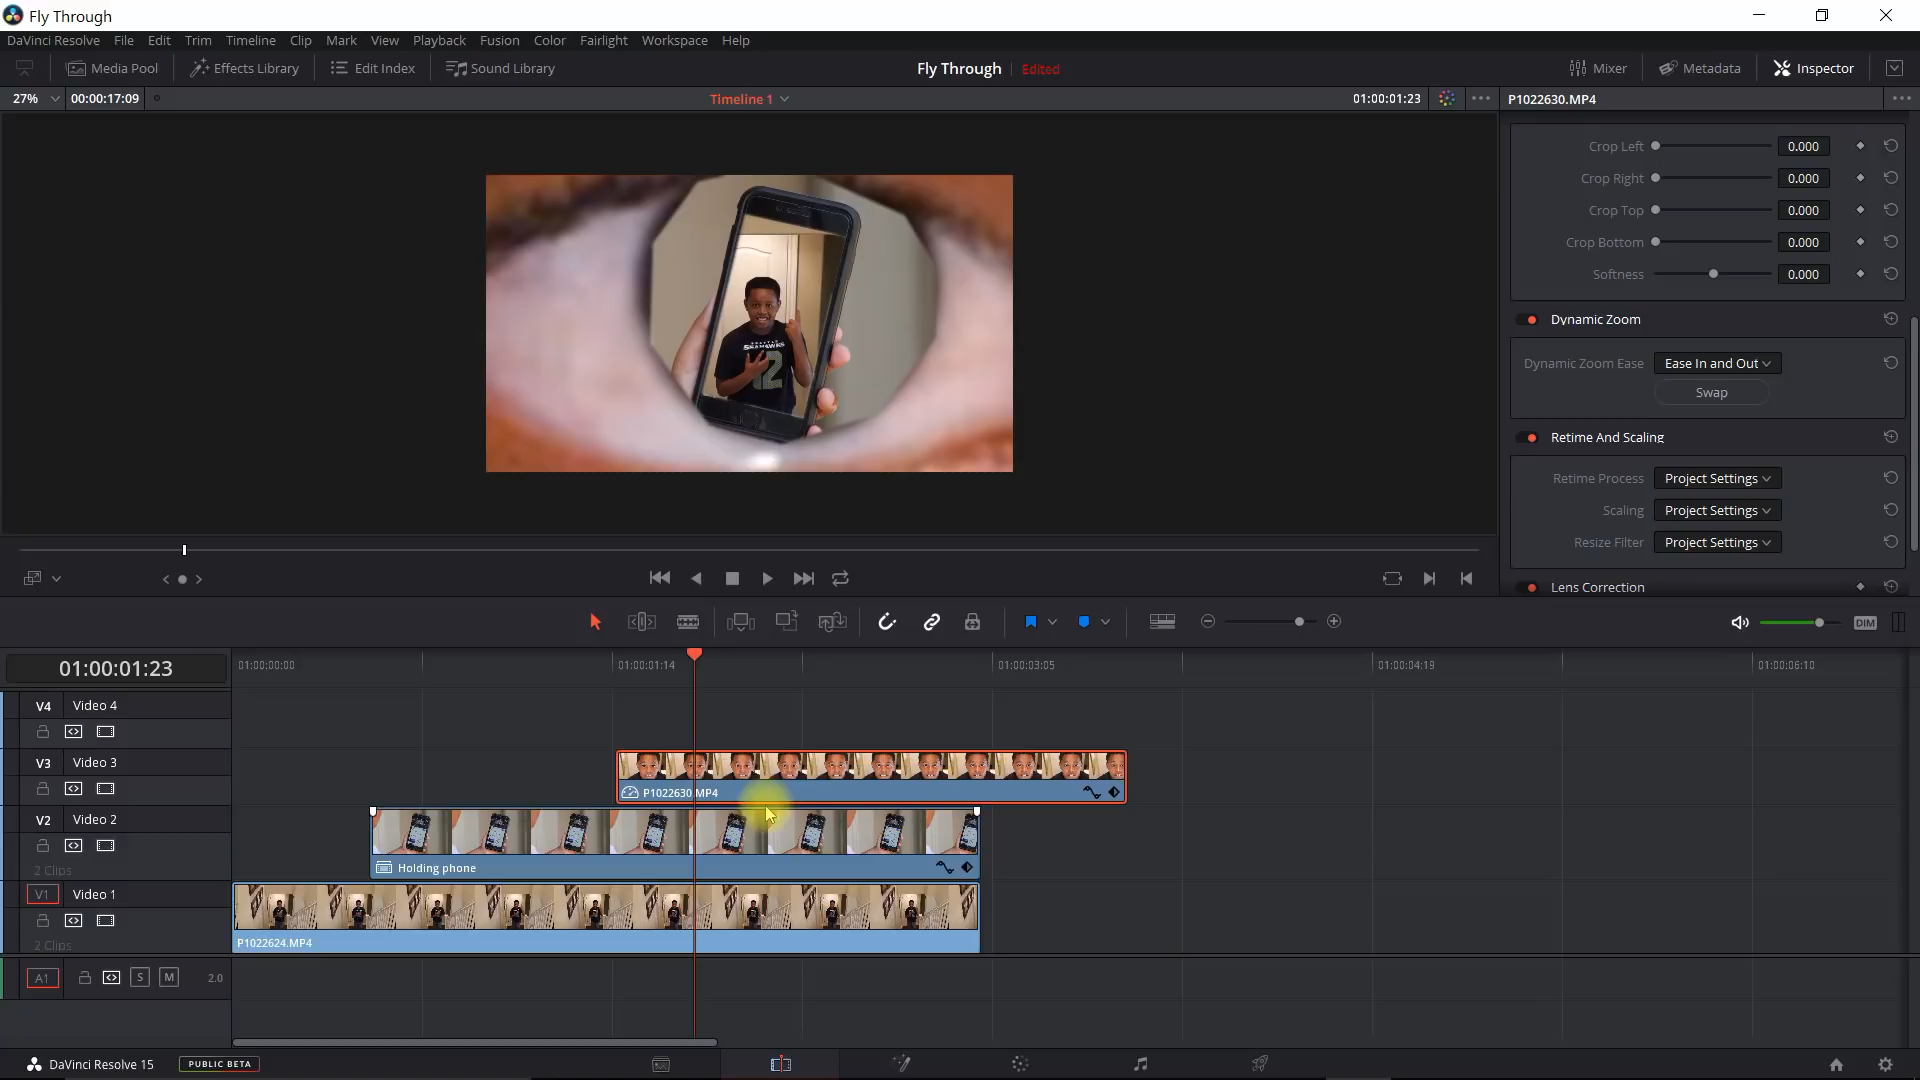 Fly Through
DaVinci Resolve File Edit Trim Timeline Clip Mark View Playback Fusion Color Fairlight Workspace Help
Media Pool Effects Library Edit Index Sound Library Fly Through Edited Mixer Metadata Inspector
27% 00:00:17:09 Timeline 1 01:00:01:23 P1022630.MP4
Crop Left 0.000
Crop Right 0.000
Crop Top 0.000
Crop Bottom 0.000
Softness 0.000
Dynamic Zoom
Dynamic Zoom Ease Ease In and Out
Swap
Retime And Scaling
Retime Process Project Settings
Scaling Project Settings
Resize Filter Project Settings
Lens Correction
SEAHAWKS
12
DIM
01:00:01:23 01:00:00:00 01:00:01:14 01:00:03:05 01:00:04:19 01:00:06:10
V4 Video 4
V3 Video 3
P1022630.MP4
V2 Video 2
2 Clips
Holding phone
V1 Video 1
2 Clips
P1022624.MP4
A1 S M 2.0
DaVinci Resolve 15 PUBLIC BETA